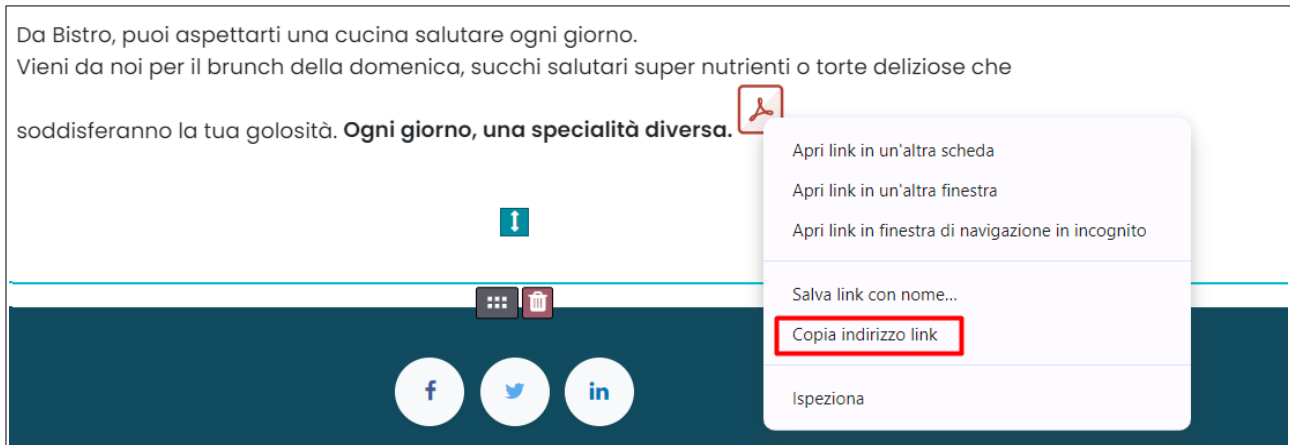 Da Bistro, puoi aspettarti una cucina salutare ogni giorno.
Vieni da noi per il brunch della domenica, succhi salutari super nutrienti o torte deliziose che
soddisferanno la tua golosità. Ogni giorno, una specialità diversa.
Apri link in un'altra scheda
Apri link in un'altra finestra
Apri link in finestra di navigazione in incognito
Salva link con nome...
Copia indirizzo link
Ispeziona
f
in